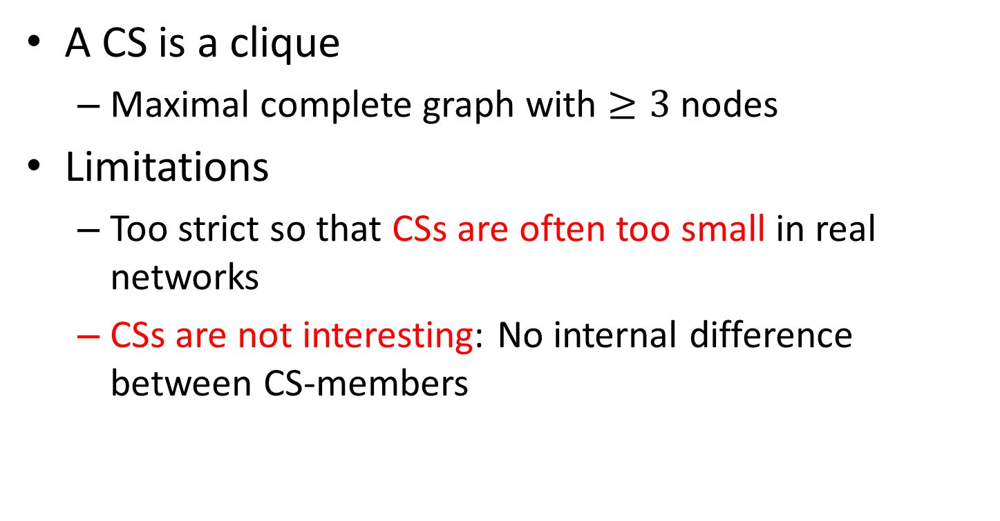 • A CS is a clique
– Maximal complete graph with ≥ 3 nodes
• Limitations
– Too strict so that CSs are often too small in real
networks
– CSs are not interesting: No internal difference
between CS-members